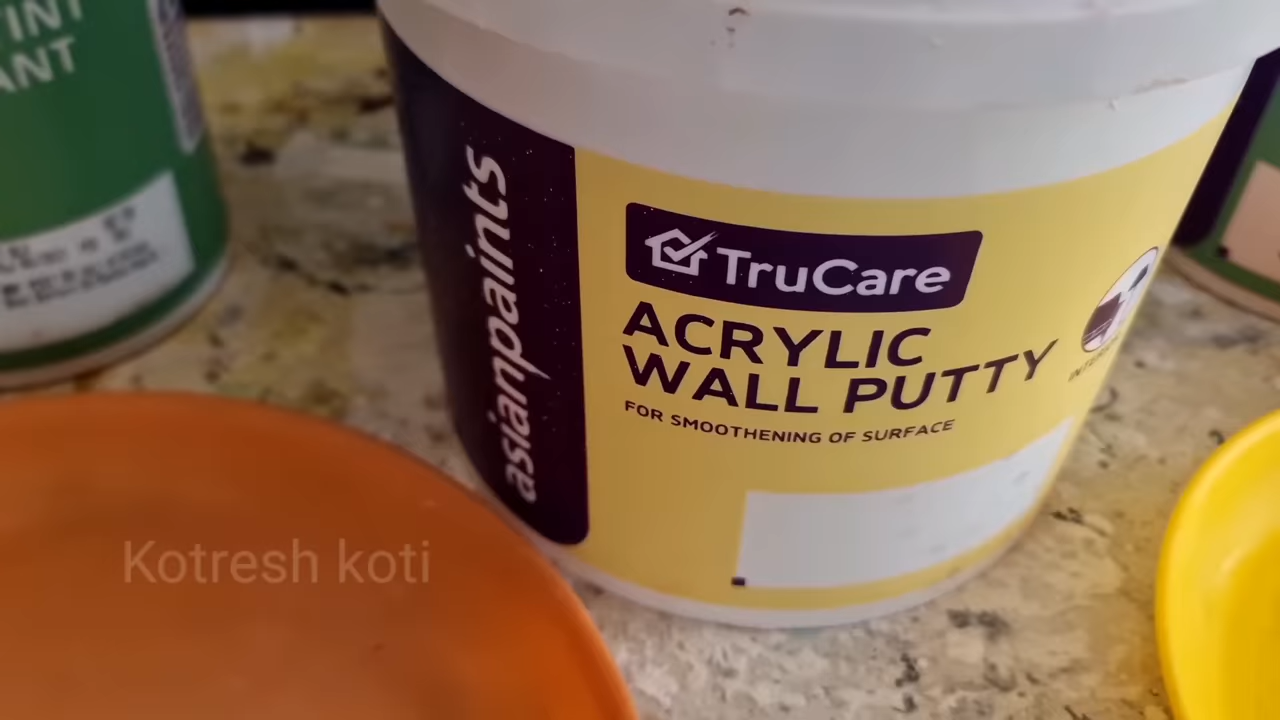 asianpaints
TruCare
ACRYLIC
WALL PUTTY
FOR SMOOTHENING OF SURFACE
Kotresh koti